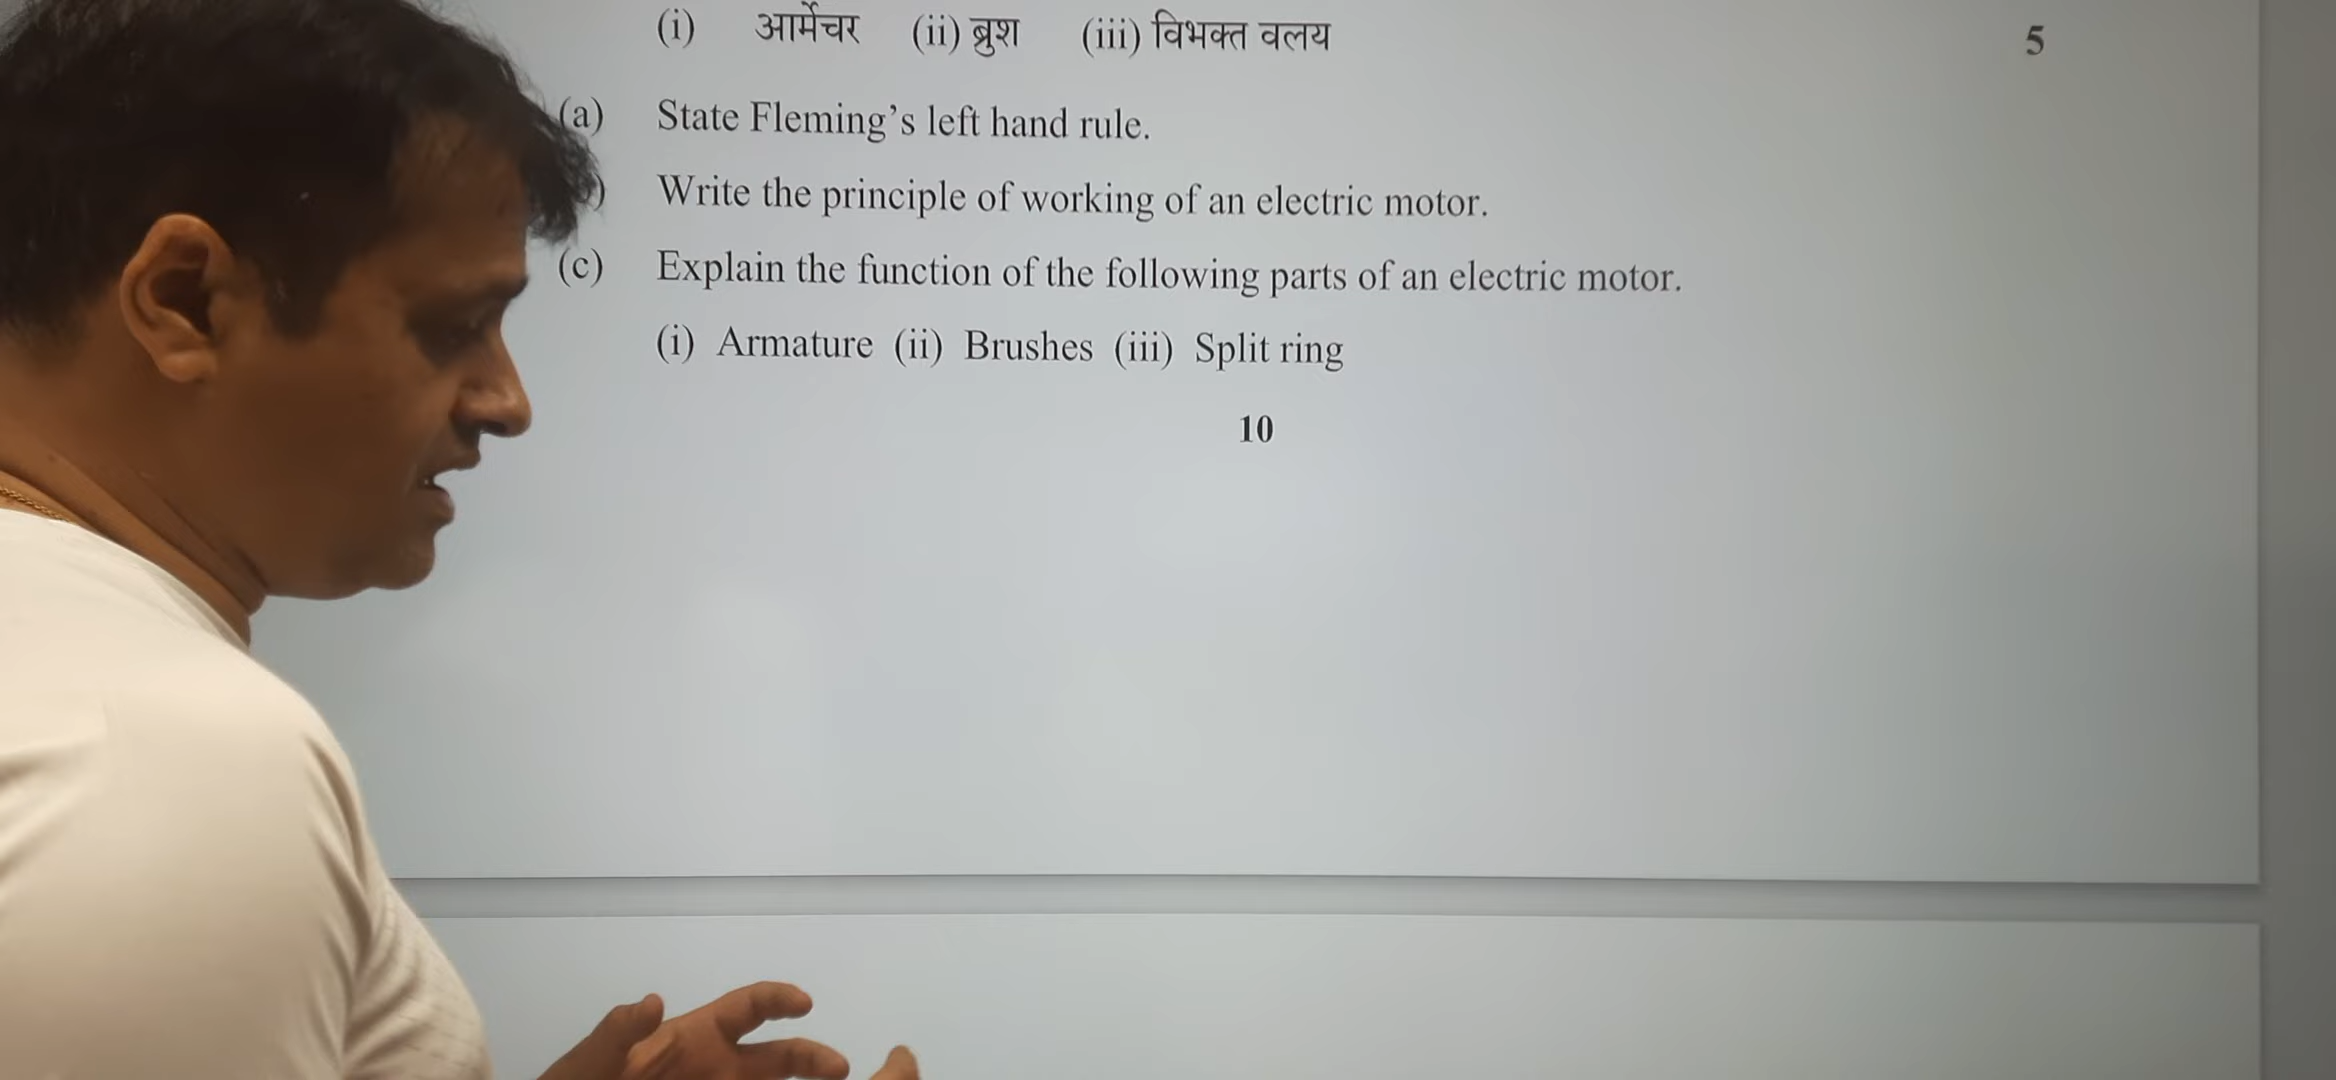 (i) आर्मेचर (ii) ब्रुश (iii) विभक्त वलय 5
(a) State Fleming's left hand rule.
) Write the principle of working of an electric motor.
(c) Explain the function of the following parts of an electric motor.
(i) Armature (ii) Brushes (iii) Split ring
10